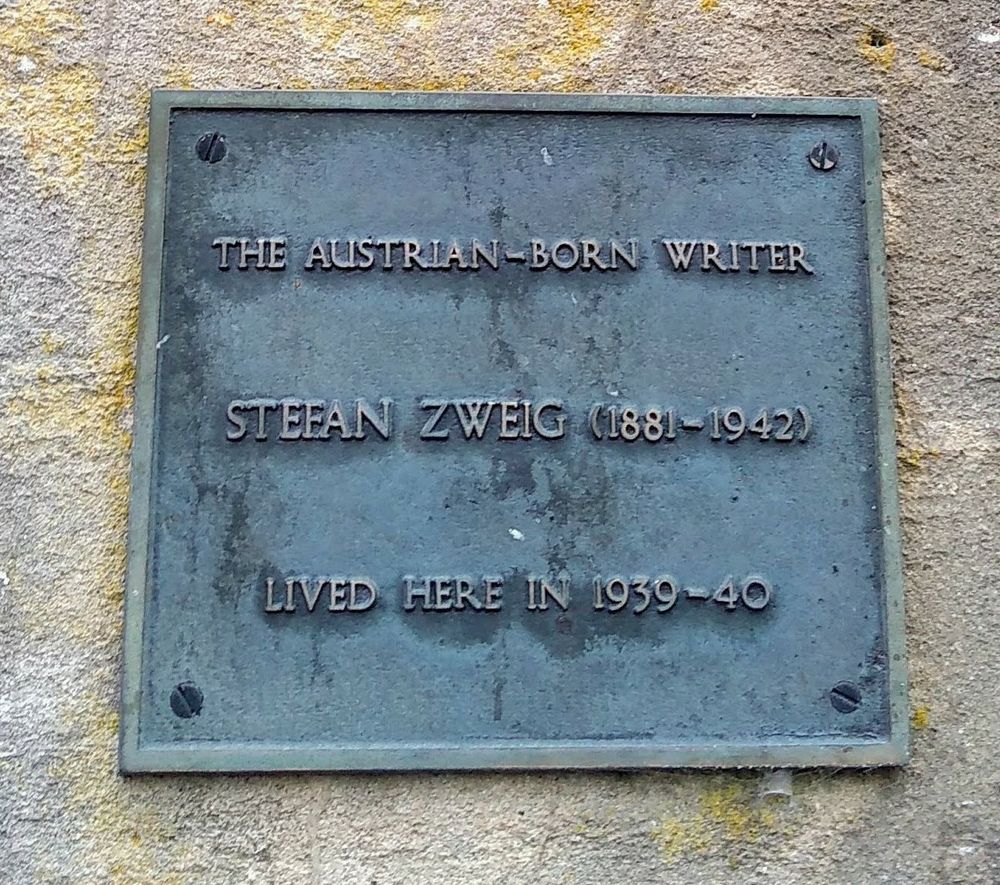 THE AUSTRIAN-BORN WRITER
STEFAN ZWEIG (1881-1942)
LIVED HERE IN 1939-40